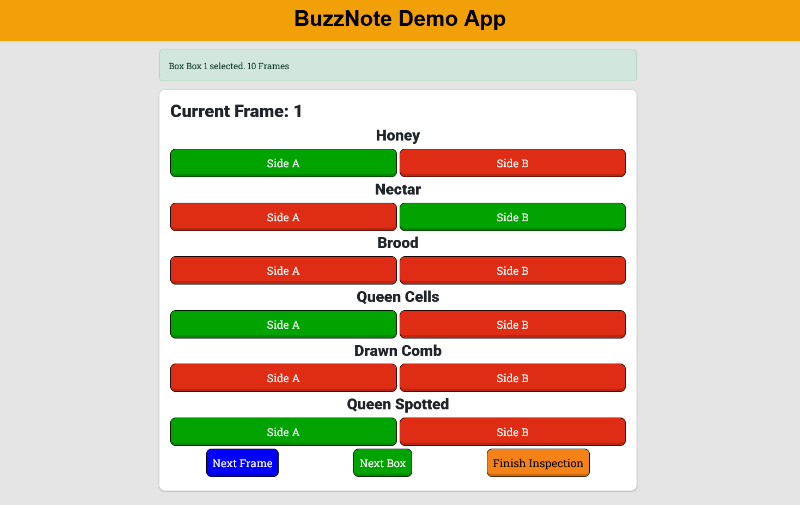 BuzzNote Demo App
Box Box 1 selected. 10 Frames
Current Frame: 1
Honey
Side A Side B
Nectar
Side A Side B
Brood
Side A Side B
Queen Cells
Side A Side B
Drawn Comb
Side A Side B
Queen Spotted
Side A Side B
Next Frame Next Box Finish Inspection